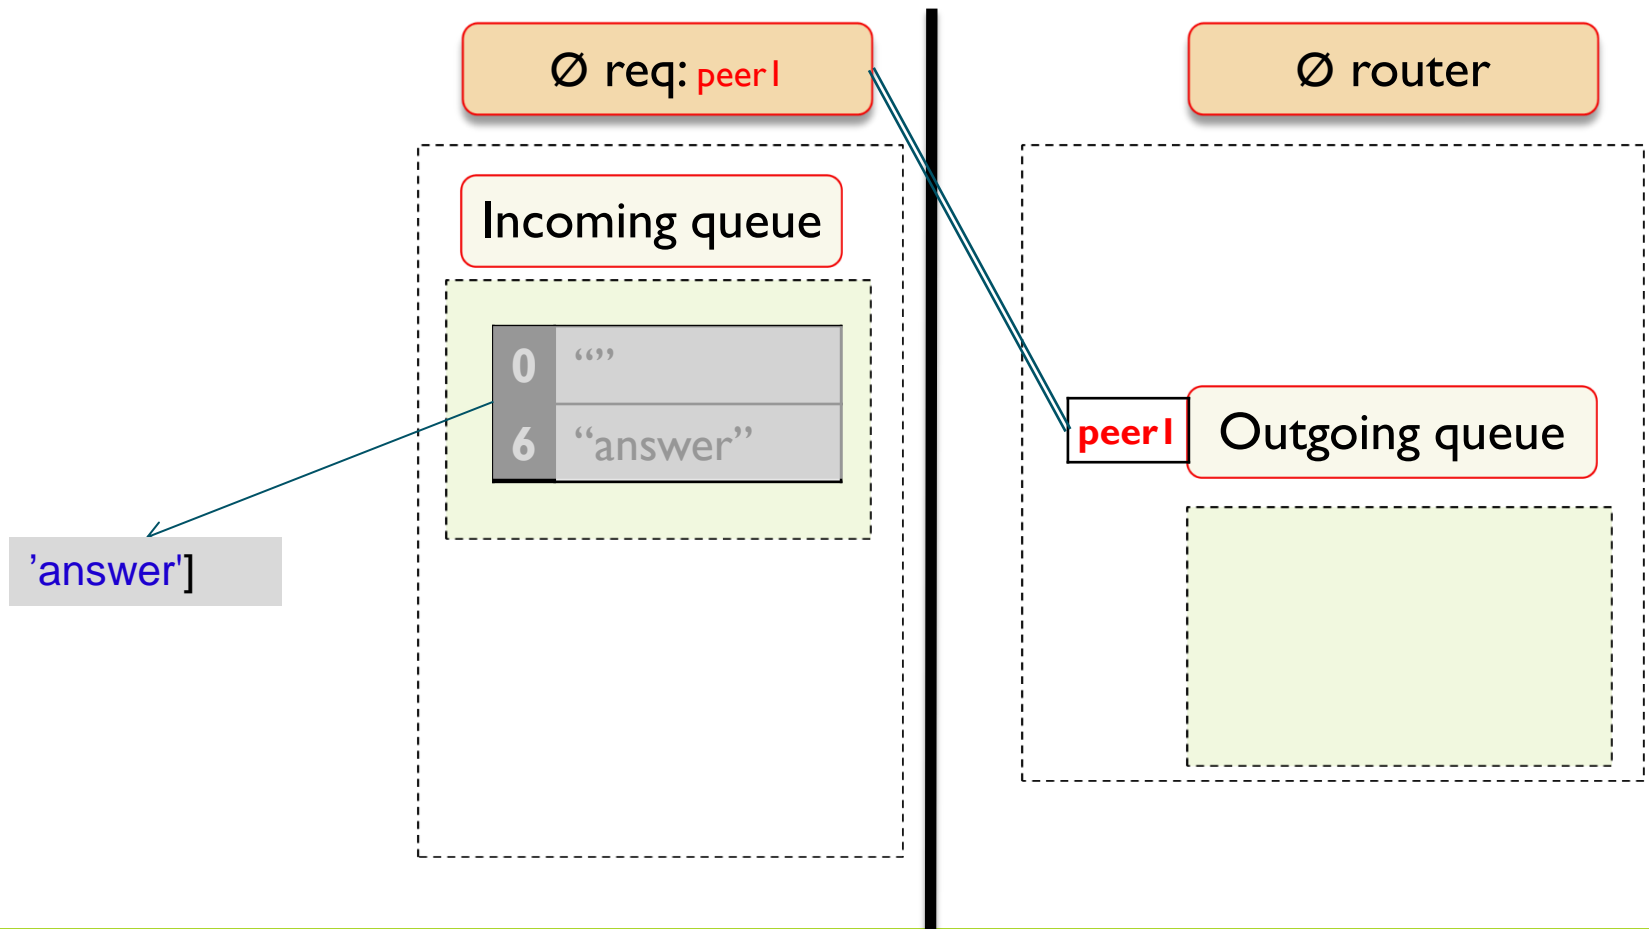 Ø req: peer1
Ø router
Incoming queue
0 “”
6 “answer”
peer1
Outgoing queue
’answer']